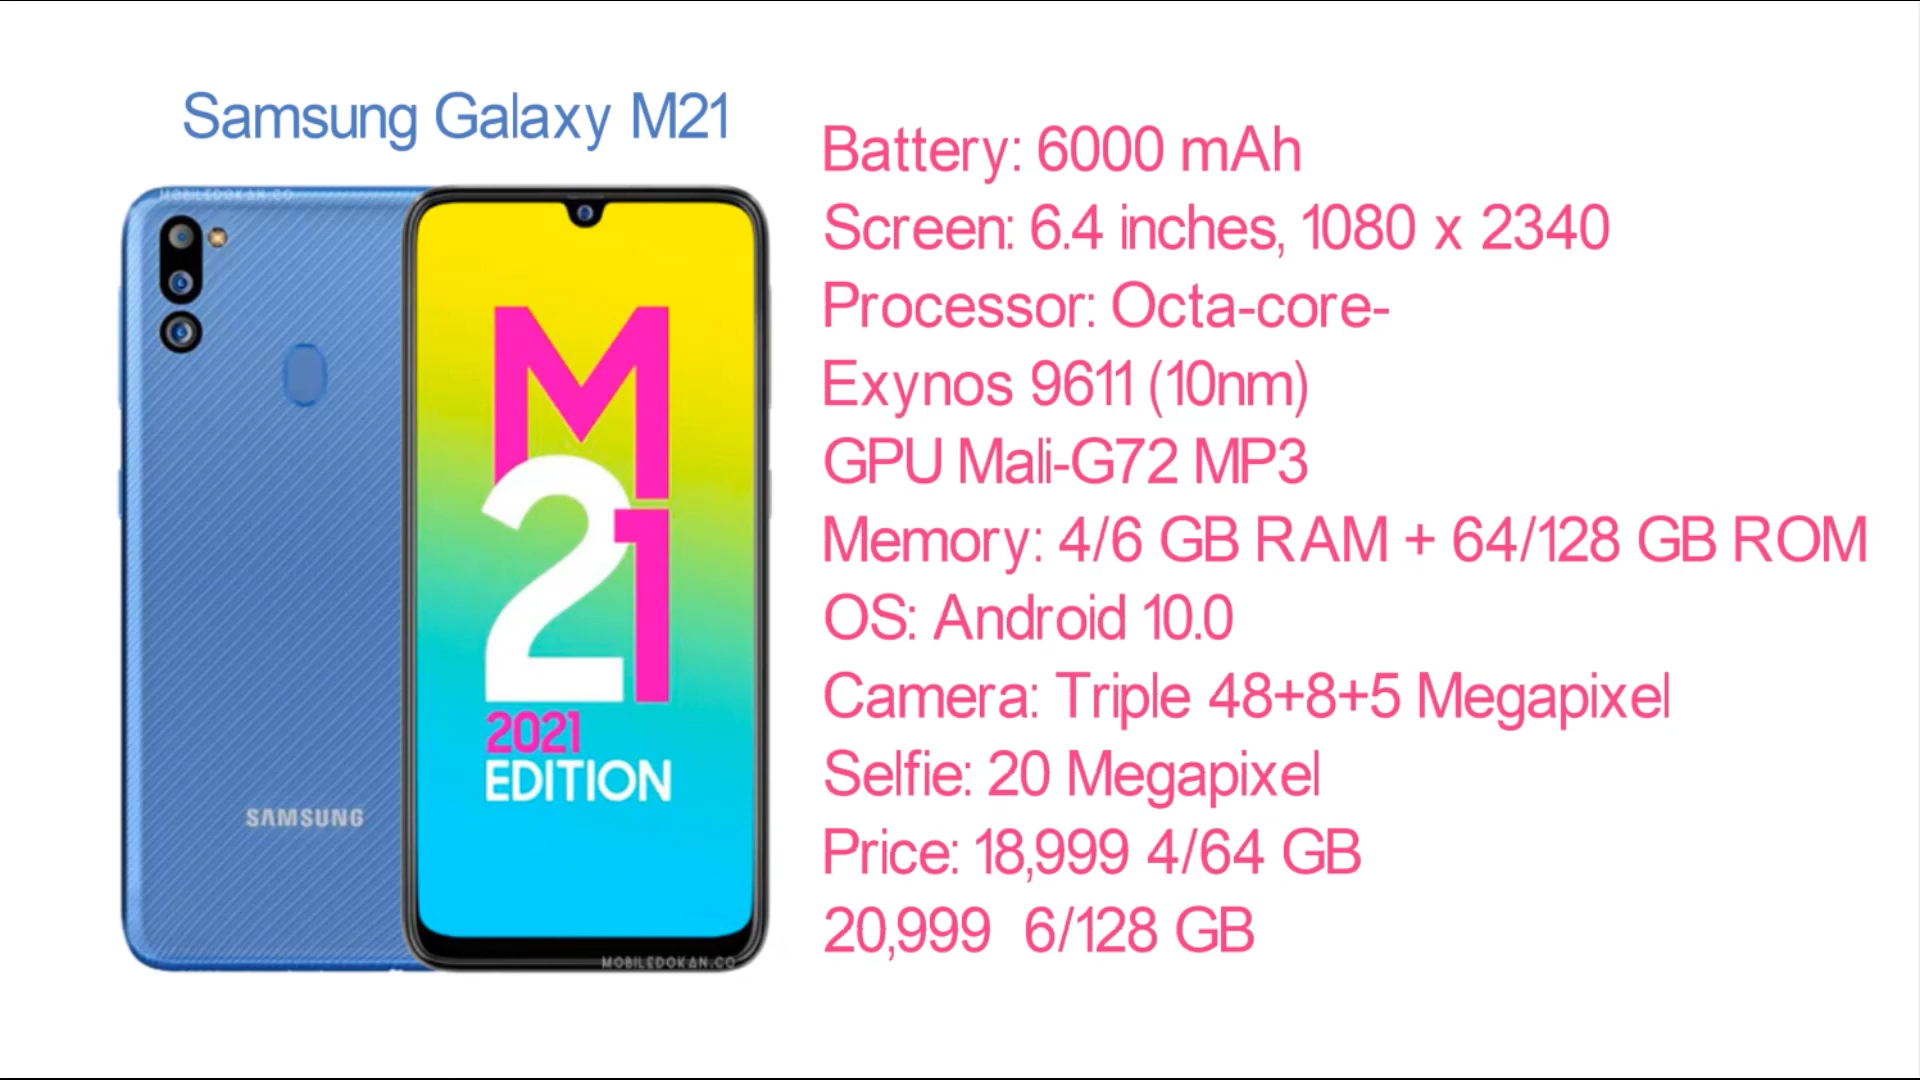 Samsung Galaxy M21
MOBILEDOKAN.CO
SAMSUNG
M
21
2021
EDITION
MOBILEDOKAN.CO
Battery: 6000 mAh
Screen: 6.4 inches, 1080 x 2340
Processor: Octa-core-
Exynos 9611 (10nm)
GPU Mali-G72 MP3
Memory: 4/6 GB RAM + 64/128 GB ROM
OS: Android 10.0
Camera: Triple 48+8+5 Megapixel
Selfie: 20 Megapixel
Price: 18,999 4/64 GB
20,999 6/128 GB